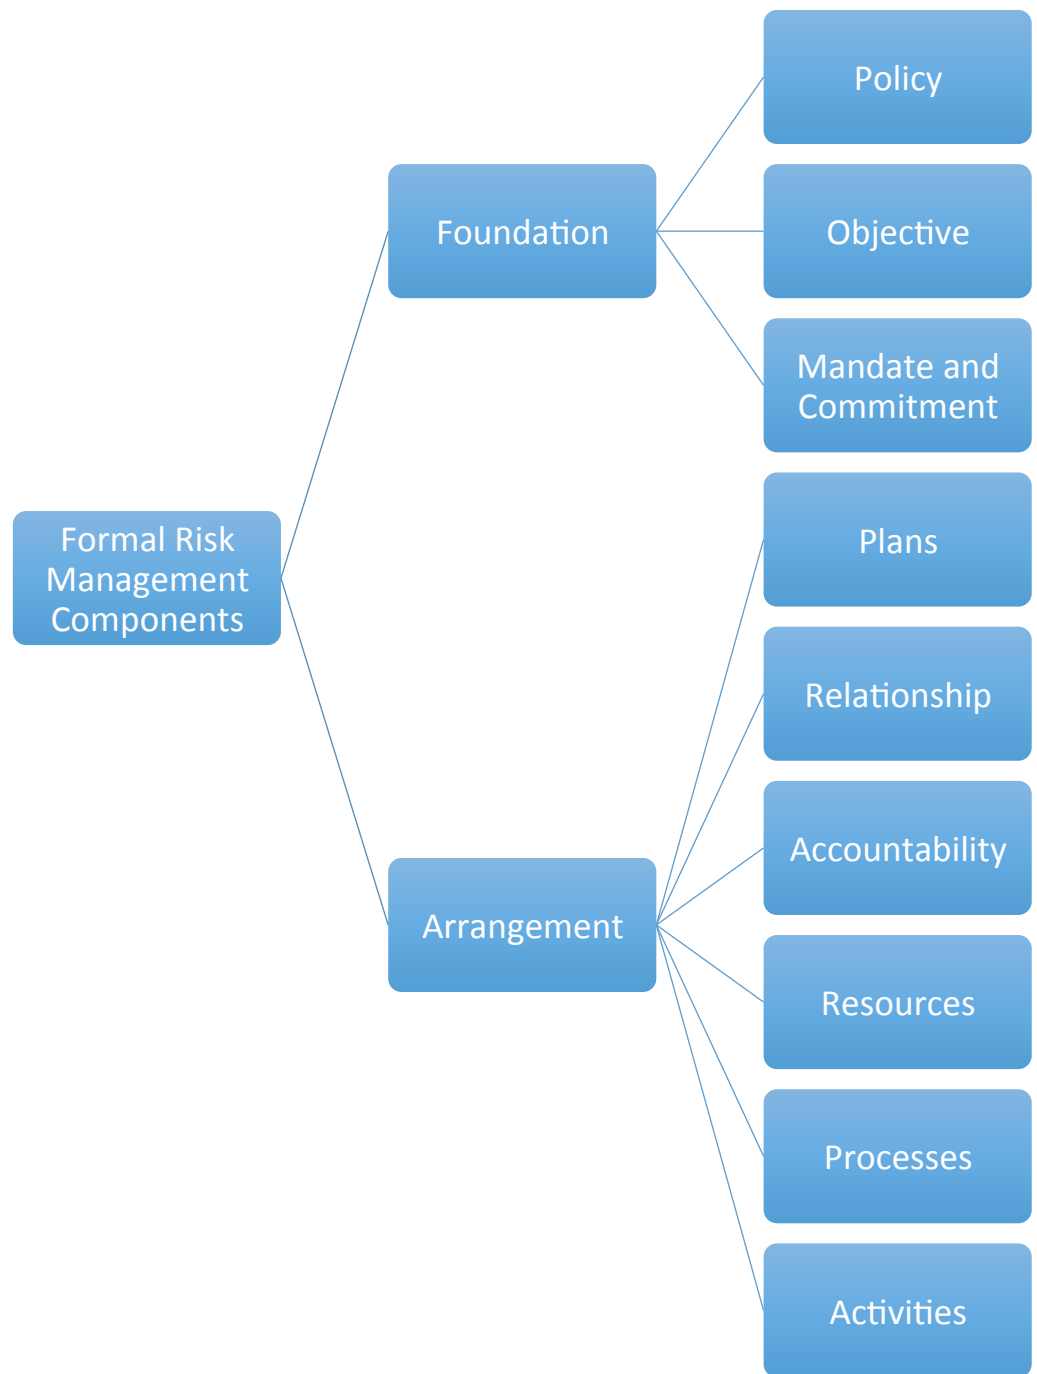 Formal Risk
Management
Components
Foundation
Policy
Objective
Mandate and
Commitment
Arrangement
Plans
Relationship
Accountability
Resources
Processes
Activities